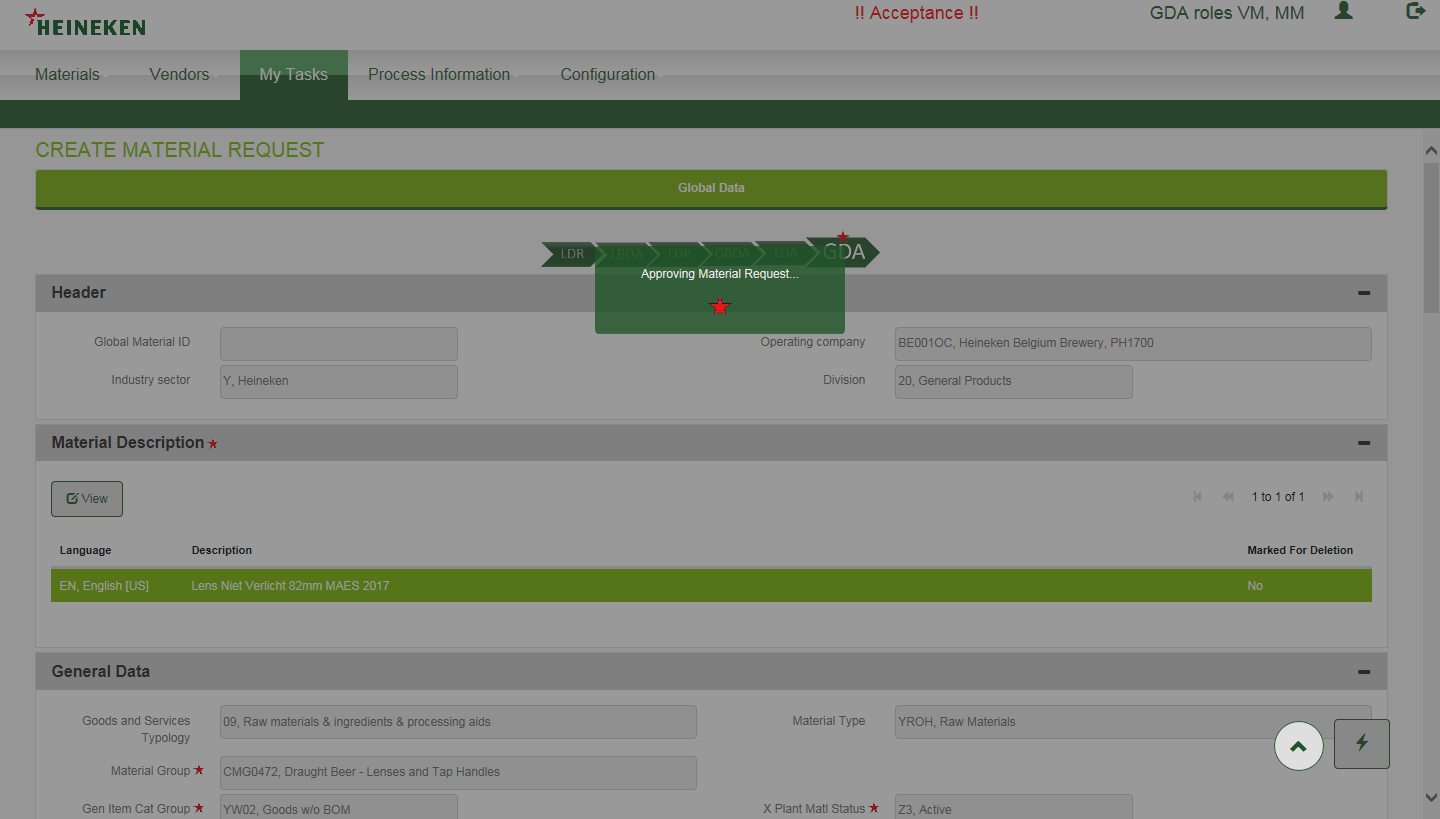 HEINEKEN
!! Acceptance !!
GDA roles VM, MM
Materials
Vendors
My Tasks
Process Information
Configuration
CREATE MATERIAL REQUEST
Global Data
LDR
LBDA
LDP
GBDA
LDA
GDA
Approving Material Request...
Header
Global Material ID
Operating company
BE001OC, Heineken Belgium Brewery, PH1700
Industry sector
Y, Heineken
Division
20, General Products
Material Description
View
1 to 1 of 1
Language
Description
Marked For Deletion
EN, English [US]
Lens Niet Verlicht 82mm MAES 2017
No
General Data
Goods and Services
Typology
09, Raw materials & ingredients & processing aids
Material Type
YROH, Raw Materials
Material Group
CMG0472, Draught Beer - Lenses and Tap Handles
Gen Item Cat Group
YW02, Goods w/o BOM
X Plant Matl Status
Z3, Active